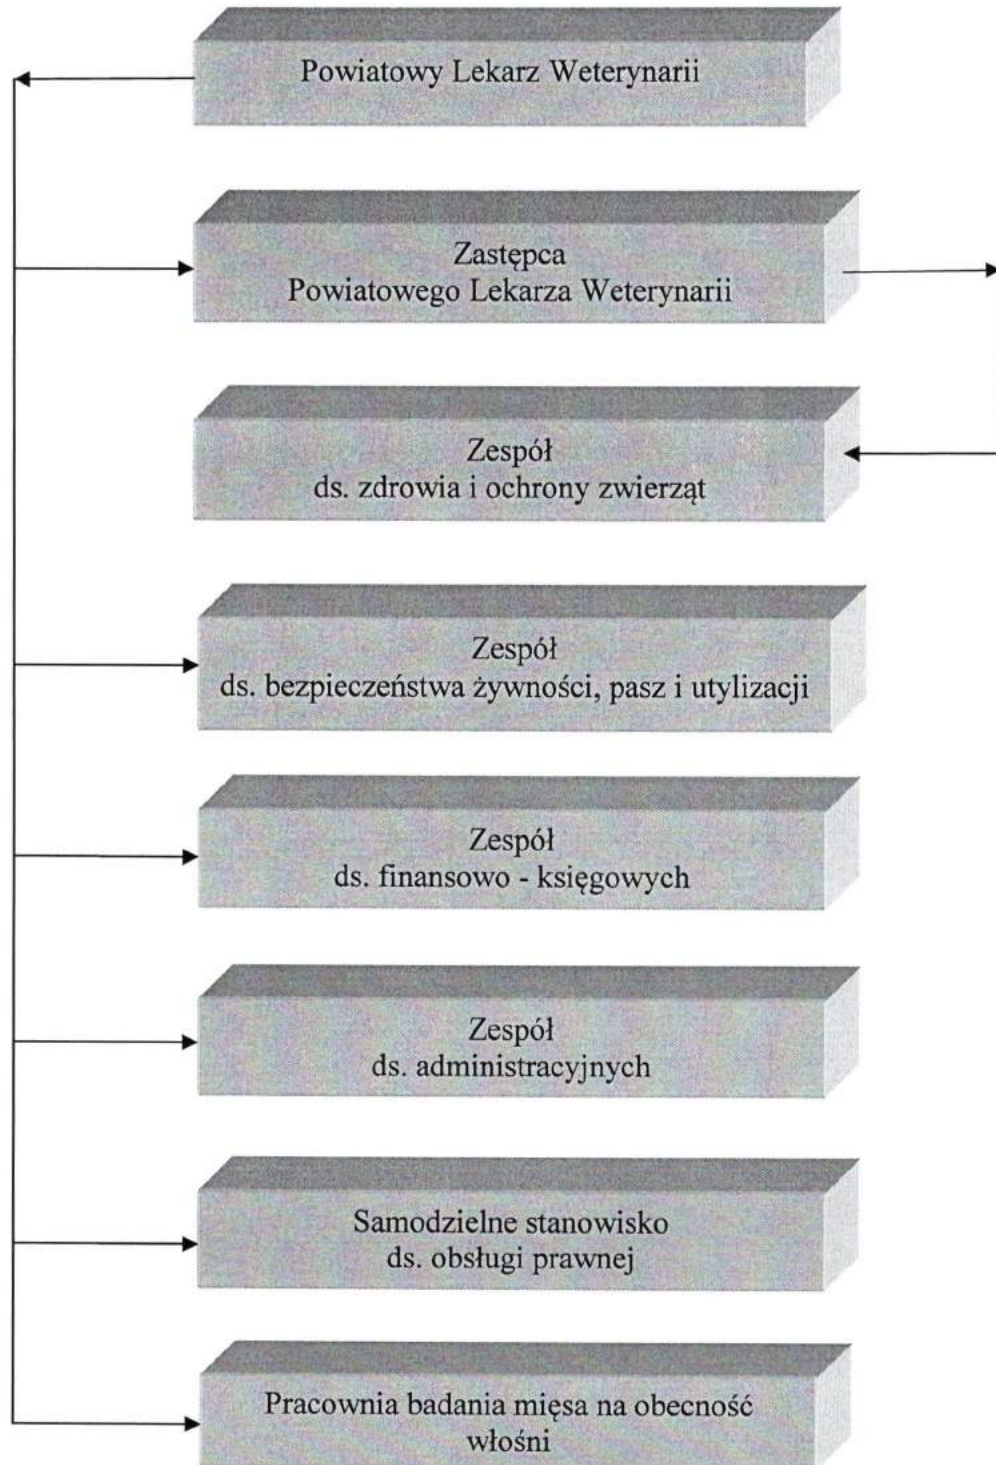 Powiatowy Lekarz Weterynarii
Zastępca
Powiatowego Lekarza Weterynarii
Zespół
ds. zdrowia i ochrony zwierząt
Zespół
ds. bezpieczeństwa żywności, pasz i utylizacji
Zespół
ds. finansowo - księgowych
Zespół
ds. administracyjnych
Samodzielne stanowisko
ds. obsługi prawnej
Pracownia badania mięsa na obecność
włośni